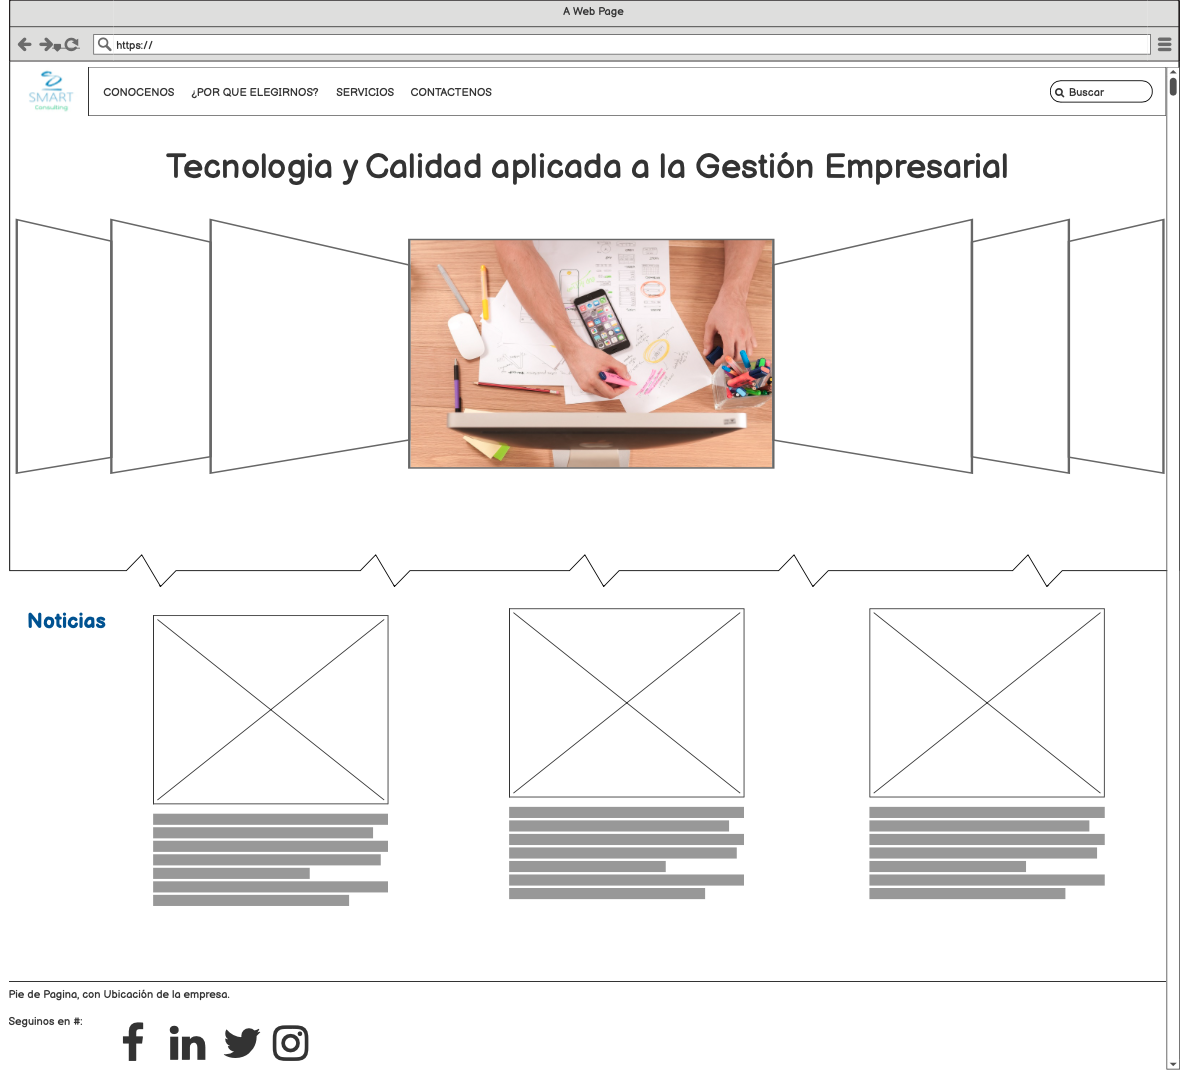 A Web Page
https://
SMART
Consulting
CONOCENOS ¿POR QUE ELEGIRNOS? SERVICIOS CONTACTENOS
Buscar
Tecnologia y Calidad aplicada a la Gestión Empresarial
Noticias
Pie de Pagina, con Ubicación de la empresa.
Seguinos en #: